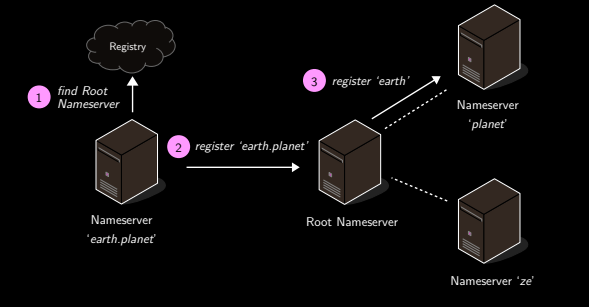 Registry
1
find Root
Nameserver
2
register ‘earth.planet’
3
register ‘earth’
Nameserver
‘planet’
Nameserver
‘earth.planet’
Root Nameserver
Nameserver ‘ze’